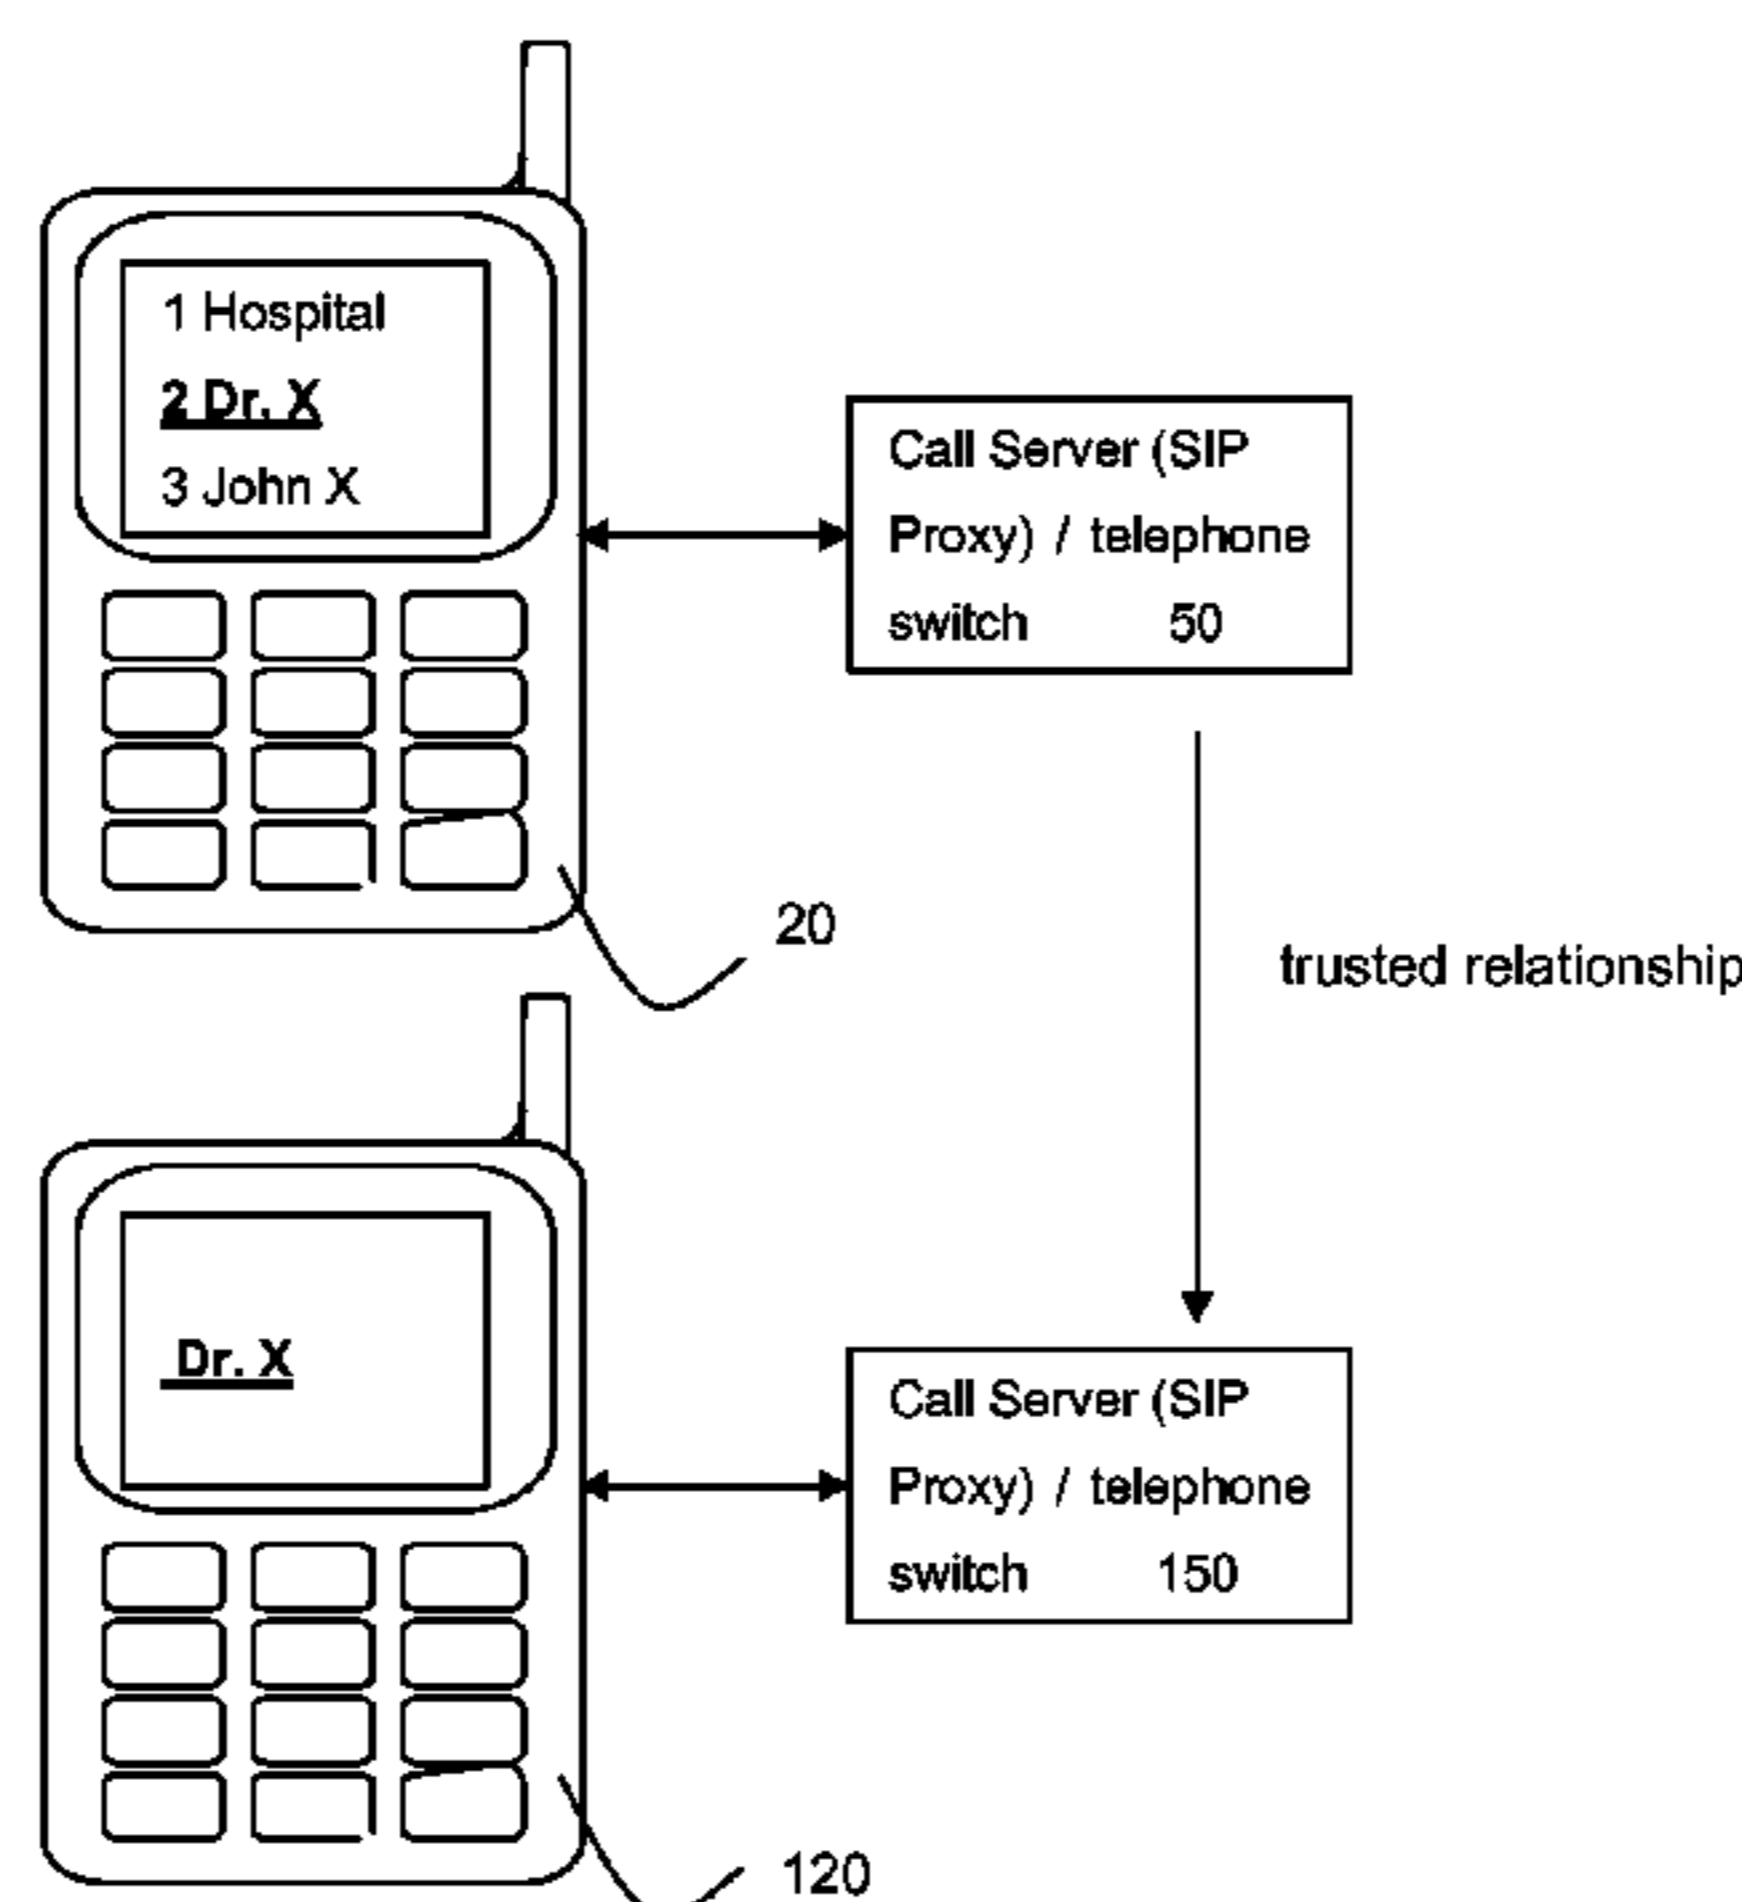 1 Hospital
2 Dr. X
3 John X
Call Server (SIP
Proxy) / telephone
switch 50
20
trusted relationship
Dr. X
Call Server (SIP
Proxy) / telephone
switch 150
120